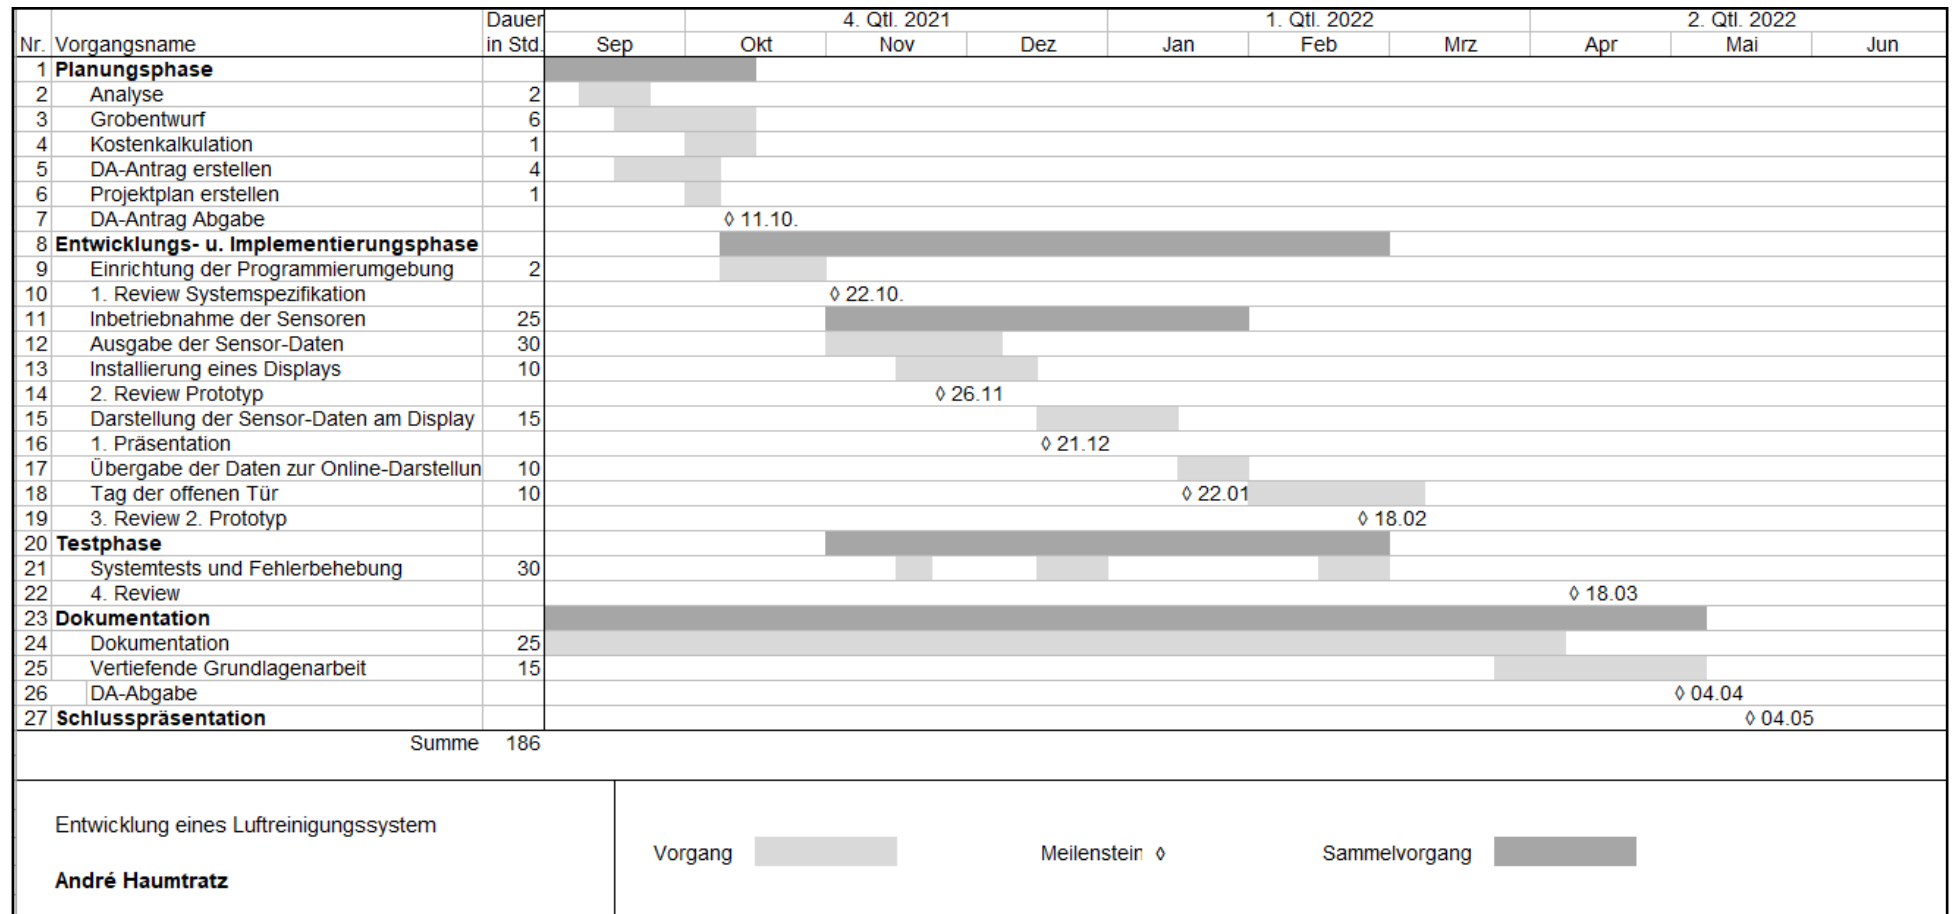 Dauer 4. Qtl. 2021 1. Qtl. 2022 2. Qtl. 2022
Nr. Vorgangsname in Std. Sep Okt Nov Dez Jan Feb Mrz Apr Mai Jun
1 Planungsphase
2 Analyse 2
3 Grobentwurf 6
4 Kostenkalkulation 1
5 DA-Antrag erstellen 4
6 Projektplan erstellen 1
7 DA-Antrag Abgabe ◊ 11.10.
8 Entwicklungs- u. Implementierungsphase
9 Einrichtung der Programmierumgebung 2
10 1. Review Systemspezifikation ◊ 22.10.
11 Inbetriebnahme der Sensoren 25
12 Ausgabe der Sensor-Daten 30
13 Installierung eines Displays 10
14 2. Review Prototyp ◊ 26.11
15 Darstellung der Sensor-Daten am Display 15
16 1. Präsentation ◊ 21.12
17 Übergabe der Daten zur Online-Darstellun 10
18 Tag der offenen Tür 10 ◊ 22.01
19 3. Review 2. Prototyp ◊ 18.02
20 Testphase
21 Systemtests und Fehlerbehebung 30
22 4. Review ◊ 18.03
23 Dokumentation
24 Dokumentation 25
25 Vertiefende Grundlagenarbeit 15
26 DA-Abgabe ◊ 04.04
27 Schlusspräsentation ◊ 04.05
Summe 186
Entwicklung eines Luftreinigungssystem
André Haumtratz
Vorgang Meilenstein ◊ Sammelvorgang